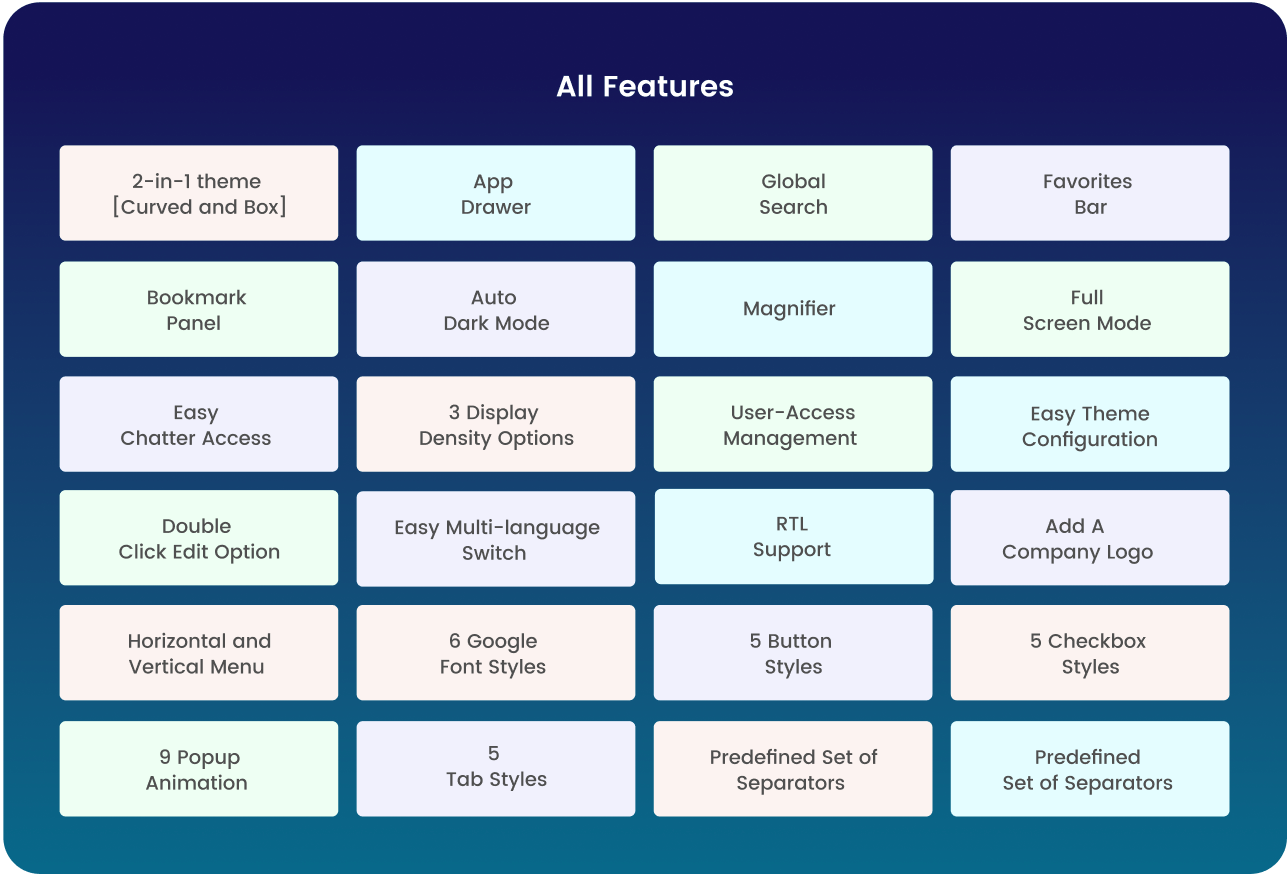 All Features
2-in-1 theme
[Curved and Box]
App
Drawer
Global
Search
Favorites
Bar
Bookmark
Panel
Auto
Dark Mode
Magnifier
Full
Screen Mode
Easy
Chatter Access
3 Display
Density Options
User-Access
Management
Easy Theme
Configuration
Double
Click Edit Option
Easy Multi-language
Switch
RTL
Support
Add A
Company Logo
Horizontal and
Vertical Menu
6 Google
Font Styles
5 Button
Styles
5 Checkbox
Styles
9 Popup
Animation
5
Tab Styles
Predefined Set of
Separators
Predefined
Set of Separators